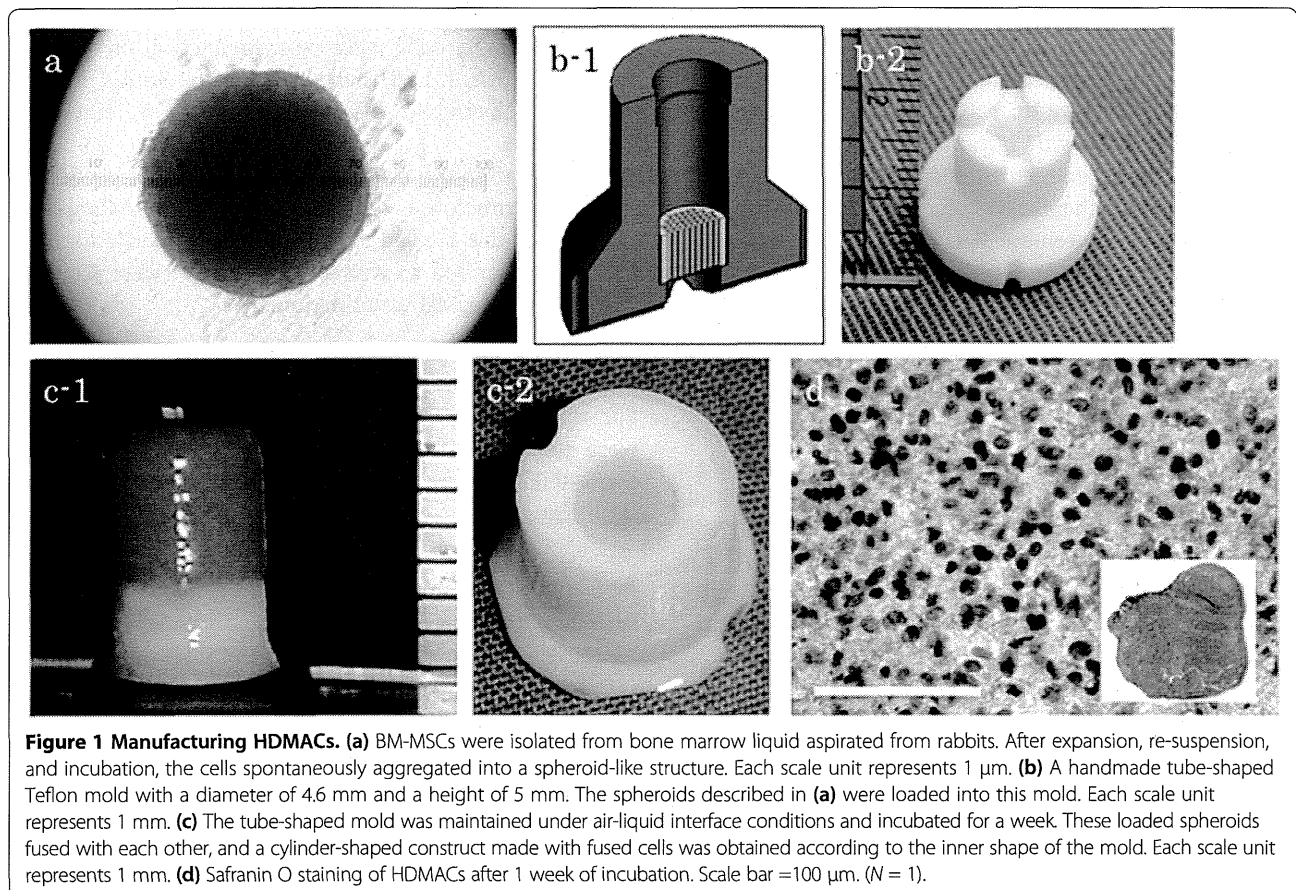 a
b-1
b-2
c-1
c-2
d
Figure 1 Manufacturing HDMACs. (a) BM-MSCs were isolated from bone marrow liquid aspirated from rabbits. After expansion, re-suspension,
and incubation, the cells spontaneously aggregated into a spheroid-like structure. Each scale unit represents 1 μm. (b) A handmade tube-shaped
Teflon mold with a diameter of 4.6 mm and a height of 5 mm. The spheroids described in (a) were loaded into this mold. Each scale unit
represents 1 mm. (c) The tube-shaped mold was maintained under air-liquid interface conditions and incubated for a week. These loaded spheroids
fused with each other, and a cylinder-shaped construct made with fused cells was obtained according to the inner shape of the mold. Each scale unit
represents 1 mm. (d) Safranin O staining of HDMACs after 1 week of incubation. Scale bar =100 μm. (N = 1).